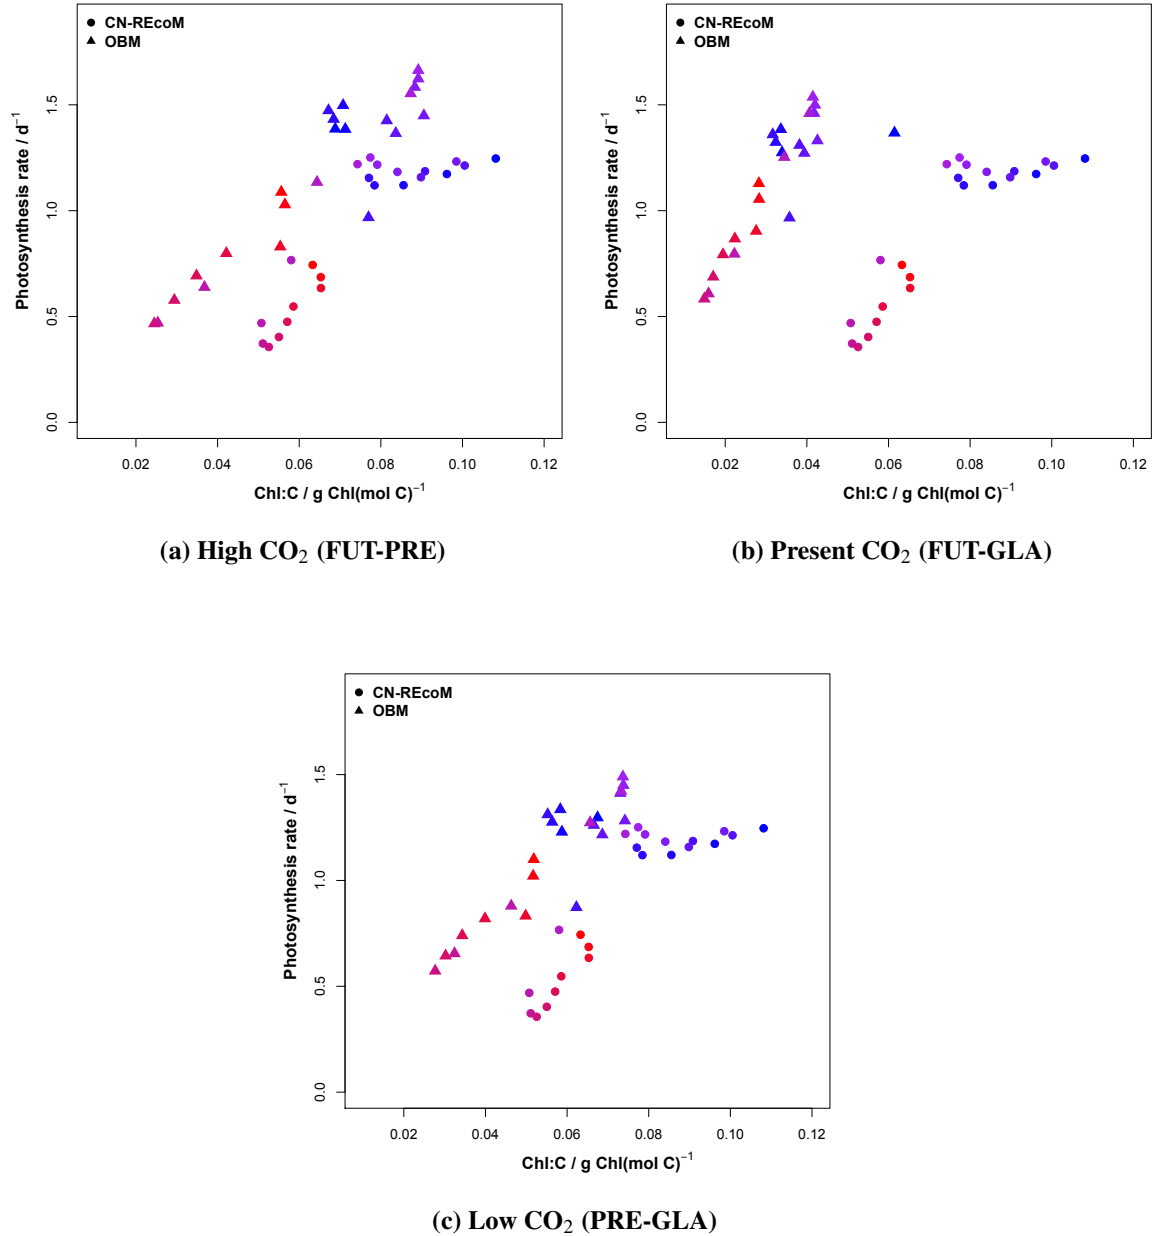 CN-REcoM
OBM
Photosynthesis rate / d⁻¹
0.0 0.5 1.0 1.5
0.02 0.04 0.06 0.08 0.10 0.12
Chl:C / g Chl(mol C)⁻¹
(a) High CO₂ (FUT-PRE)
CN-REcoM
OBM
Photosynthesis rate / d⁻¹
0.0 0.5 1.0 1.5
0.02 0.04 0.06 0.08 0.10 0.12
Chl:C / g Chl(mol C)⁻¹
(b) Present CO₂ (FUT-GLA)
CN-REcoM
OBM
Photosynthesis rate / d⁻¹
0.0 0.5 1.0 1.5
0.02 0.04 0.06 0.08 0.10 0.12
Chl:C / g Chl(mol C)⁻¹
(c) Low CO₂ (PRE-GLA)